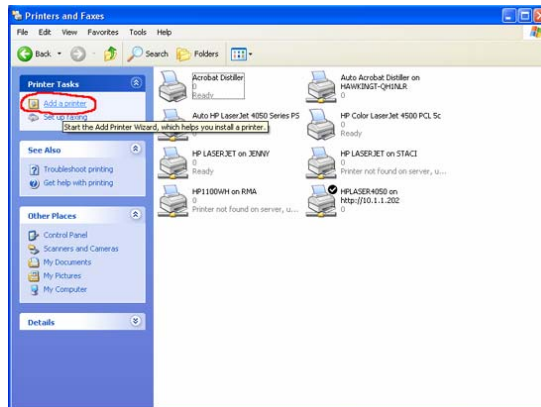 Printers and Faxes
File Edit View Favorites Tools Help
Back Search Folders
Printer Tasks
Add a printer
Set up faxing
Start the Add Printer Wizard, which helps you install a printer.
See Also
Troubleshoot printing
Get help with printing
Other Places
Control Panel
Scanners and Cameras
My Documents
My Pictures
My Computer
Details
Acrobat Distiller
0
Ready
Auto Acrobat Distiller on
HAWKINGT-QH1NLR
0
Auto HP LaserJet 4050 Series PS
HP Color LaserJet 4500 PCL 5c
0
Ready
HP LASERJET on JENNY
0
Ready
HP LASERJET on STACI
0
Printer not found on server, u...
HP1100WH on RMA
0
Printer not found on server, u...
HPLASER4050 on
http://10.1.1.202
0